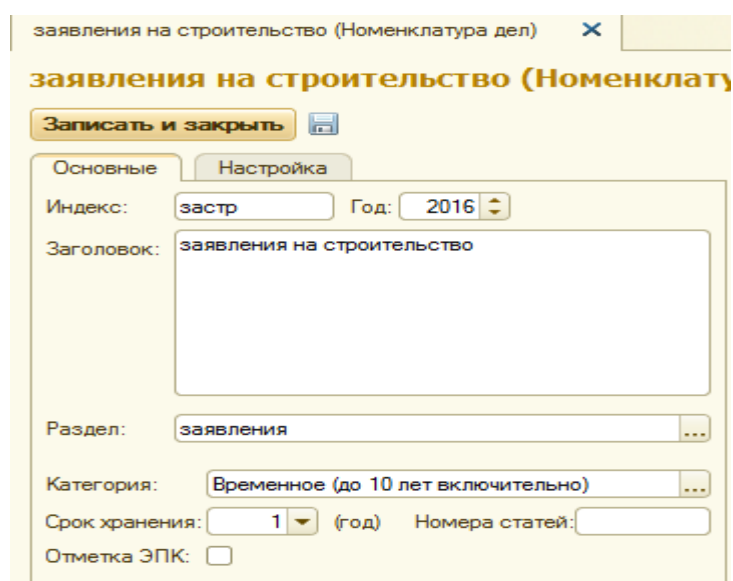 заявления на строительство (Номенклатура дел)
заявления на строительство (Номенклату
Записать и закрыть
Основные Настройка
Индекс: застр Год: 2016
Заголовок: заявления на строительство
Раздел: заявления ...
Категория: Временное (до 10 лет включительно) ...
Срок хранения: 1 (год) Номера статей:
Отметка ЭПК: